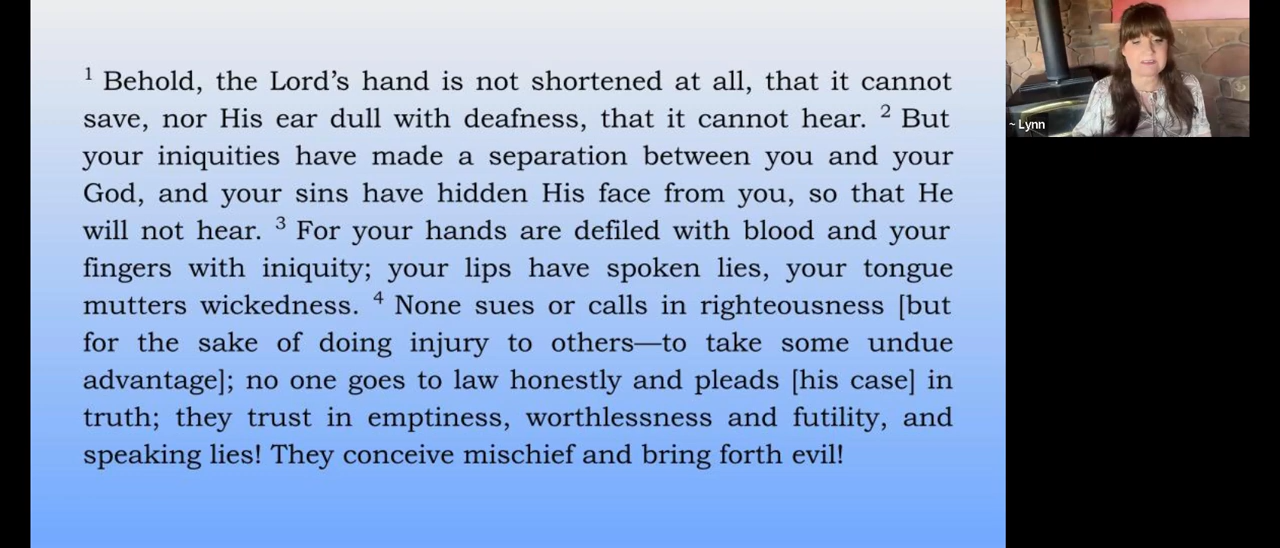 1 Behold, the Lord’s hand is not shortened at all, that it cannot
save, nor His ear dull with deafness, that it cannot hear. 2 But
your iniquities have made a separation between you and your
God, and your sins have hidden His face from you, so that He
will not hear. 3 For your hands are defiled with blood and your
fingers with iniquity; your lips have spoken lies, your tongue
mutters wickedness. 4 None sues or calls in righteousness [but
for the sake of doing injury to others—to take some undue
advantage]; no one goes to law honestly and pleads [his case] in
truth; they trust in emptiness, worthlessness and futility, and
speaking lies! They conceive mischief and bring forth evil!
~ Lynn